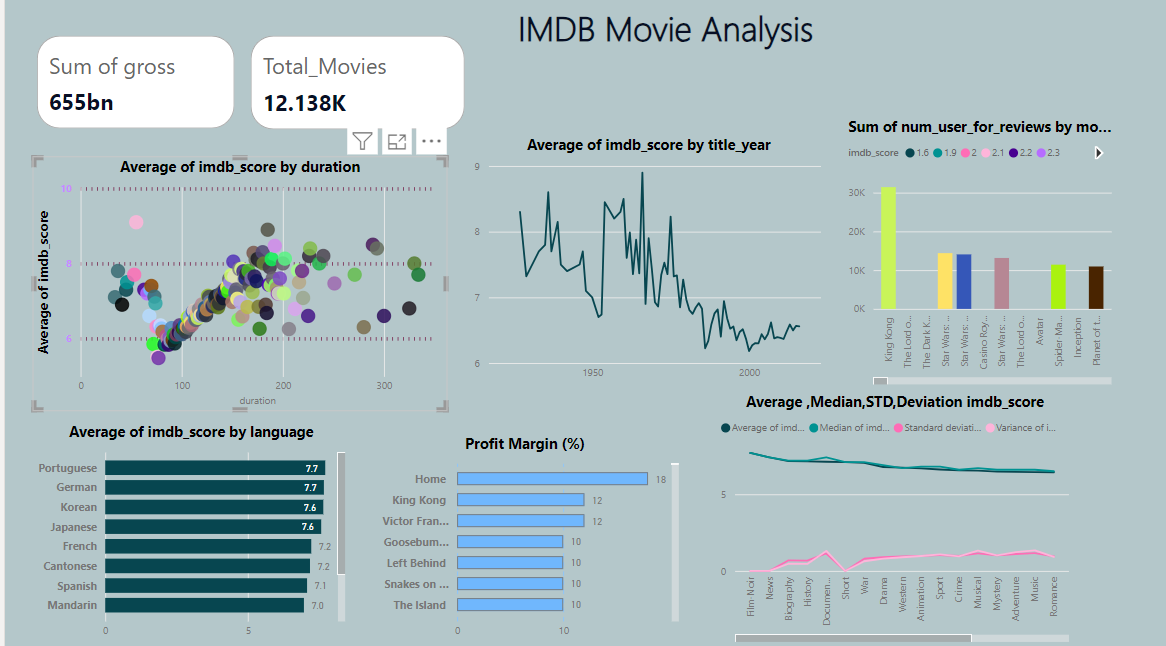 IMDB Movie Analysis
Sum of gross
655bn
Total_Movies
12.138K
Average of imdb_score by duration
Average of imdb_score
10
8
6
0
100
200
300
duration
Average of imdb_score by title_year
9
8
7
6
1950
2000
Sum of num_user_for_reviews by mo...
imdb_score
1.6
1.9
2
2.1
2.2
2.3
30K
20K
10K
0K
King Kong
The Lord o...
The Dark K...
Star Wars: ...
Star Wars: ...
Casino Roy...
Star Wars: ...
The Lord o...
Avatar
Spider-Ma...
Inception
Planet of t...
Average of imdb_score by language
Portuguese 7.7
German 7.7
Korean 7.6
Japanese 7.6
French 7.2
Cantonese 7.2
Spanish 7.1
Mandarin 7.0
0
5
Profit Margin (%)
Home 18
King Kong 12
Victor Fran... 12
Goosebum... 10
Left Behind 10
Snakes on ... 10
The Island 10
0
10
Average ,Median,STD,Deviation imdb_score
Average of imd...
Median of imd...
Standard deviati...
Variance of i...
5
0
Film-Noir
News
Biography
History
Documen...
Short
War
Drama
Western
Animation
Sport
Crime
Musical
Mystery
Adventure
Music
Romance